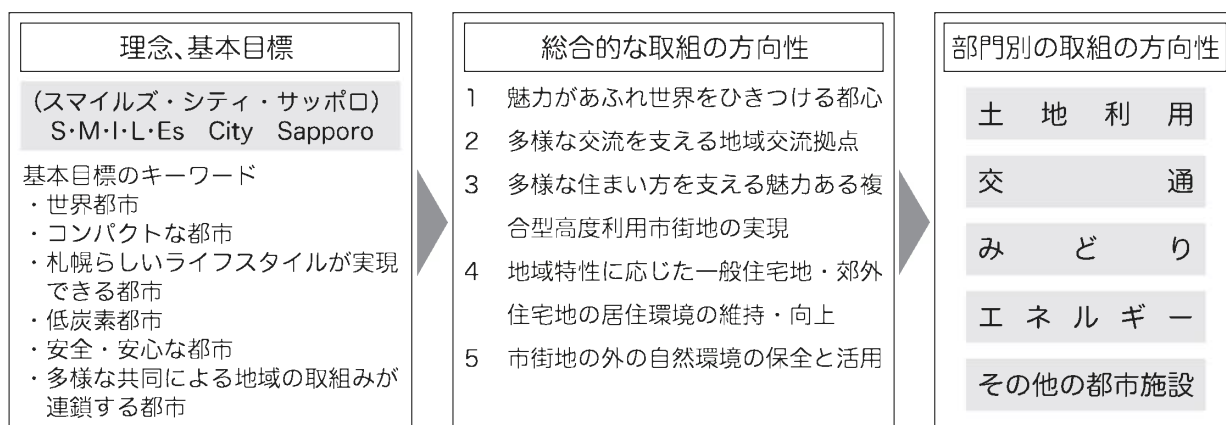 理念、基本目標
(スマイルズ・シティ・サッポロ)
S・M・I・L・Es City Sapporo
基本目標のキーワード
・世界都市
・コンパクトな都市
・札幌らしいライフスタイルが実現
できる都市
・低炭素都市
・安全・安心な都市
・多様な共同による地域の取組みが
連鎖する都市
総合的な取組の方向性
1 魅力があふれ世界をひきつける都心
2 多様な交流を支える地域交流拠点
3 多様な住まい方を支える魅力ある複
合型高度利用市街地の実現
4 地域特性に応じた一般住宅地・郊外
住宅地の居住環境の維持・向上
5 市街地の外の自然環境の保全と活用
部門別の取組の方向性
土地利用
交通
みどり
エネルギー
その他の都市施設